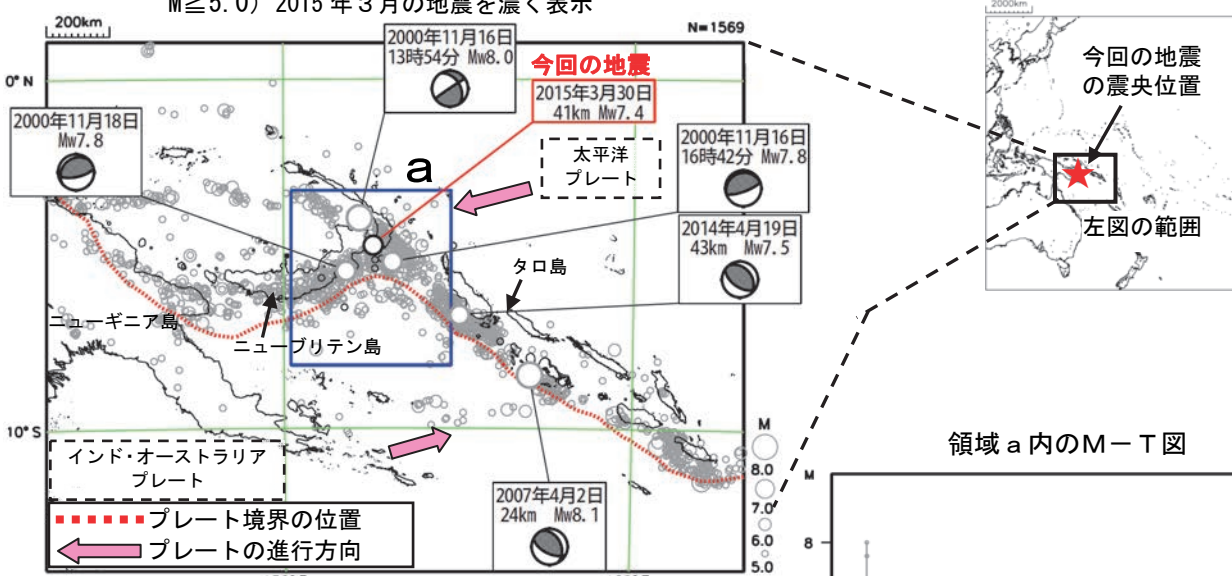 M≧5.0）2015年３月の地震を濃く表示
200km
N=1569
2000km
2000年11月16日
13時54分 Mw8.0
今回の地震
2015年3月30日
41km Mw7.4
0°N
2000年11月18日
Mw7.8
a
太平洋
プレート
2000年11月16日
16時42分 Mw7.8
2014年4月19日
43km Mw7.5
タロ島
ニューギニア島
ニューブリテン島
10°S
インド・オーストラリア
プレート
2007年4月2日
24km Mw8.1
プレート境界の位置
プレートの進行方向
M
8.0
7.0
6.0
5.0
今回の地震
の震央位置
左図の範囲
領域ａ内のＭ－Ｔ図
M
8